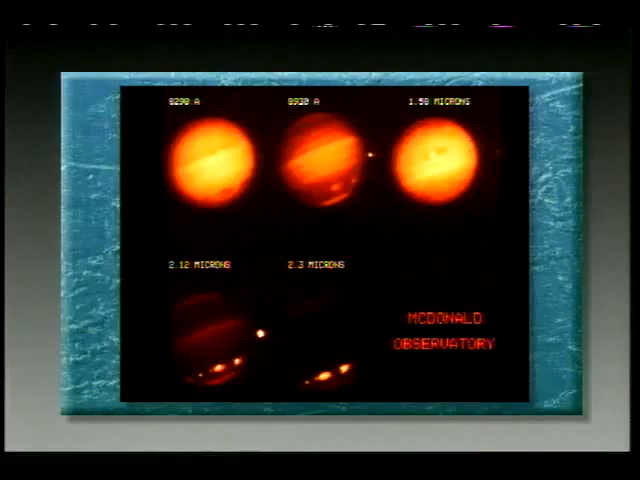 8290 A
8930 A
1.58 MICRONS
2.12 MICRONS
2.3 MICRONS
MCDONALD
OBSERVATORY